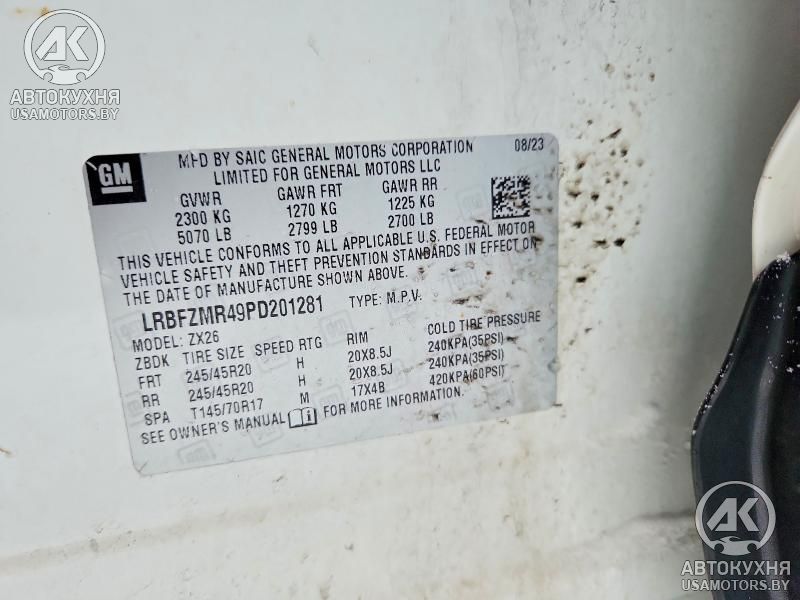 АК
АВТОКУХНЯ
USAMOTORS.BY
GM
MFD BY SAIC GENERAL MOTORS CORPORATION 08/23
LIMITED FOR GENERAL MOTORS LLC
GVWR GAWR FRT GAWR RR
2300 KG 1270 KG 1225 KG
5070 LB 2799 LB 2700 LB
THIS VEHICLE CONFORMS TO ALL APPLICABLE U.S. FEDERAL MOTOR
VEHICLE SAFETY AND THEFT PREVENTION STANDARDS IN EFFECT ON
THE DATE OF MANUFACTURE SHOWN ABOVE.
LRBFZMR49PD201281 TYPE: M.P.V.
MODEL: ZX26
ZBDK TIRE SIZE SPEED RTG RIM COLD TIRE PRESSURE
FRT 245/45R20 H 20X8.5J 240KPA(35PSI)
RR 245/45R20 H 20X8.5J 240KPA(35PSI)
SPA T145/70R17 M 17X4B 420KPA(60PSI)
SEE OWNER'S MANUAL FOR MORE INFORMATION.
АК
АВТОКУХНЯ
USAMOTORS.BY